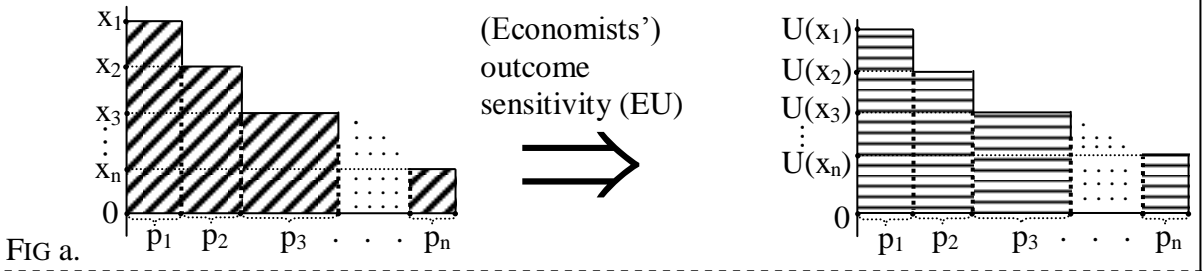 x1
x2
x3
xn
0
p1 p2 p3 . . . pn
(Economists')
outcome
sensitivity (EU)
U(x1)
U(x2)
U(x3)
U(xn)
0
p1 p2 p3 . . . pn
FIG a.